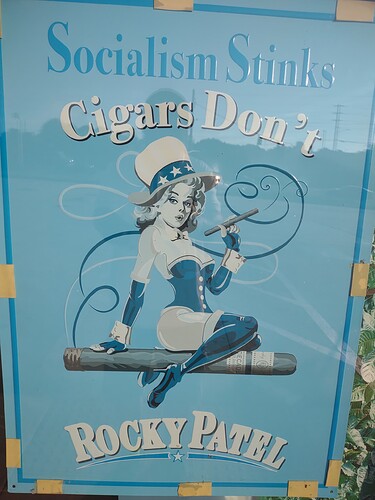 Socialism Stinks
Cigars Don't
ROCKY PATEL